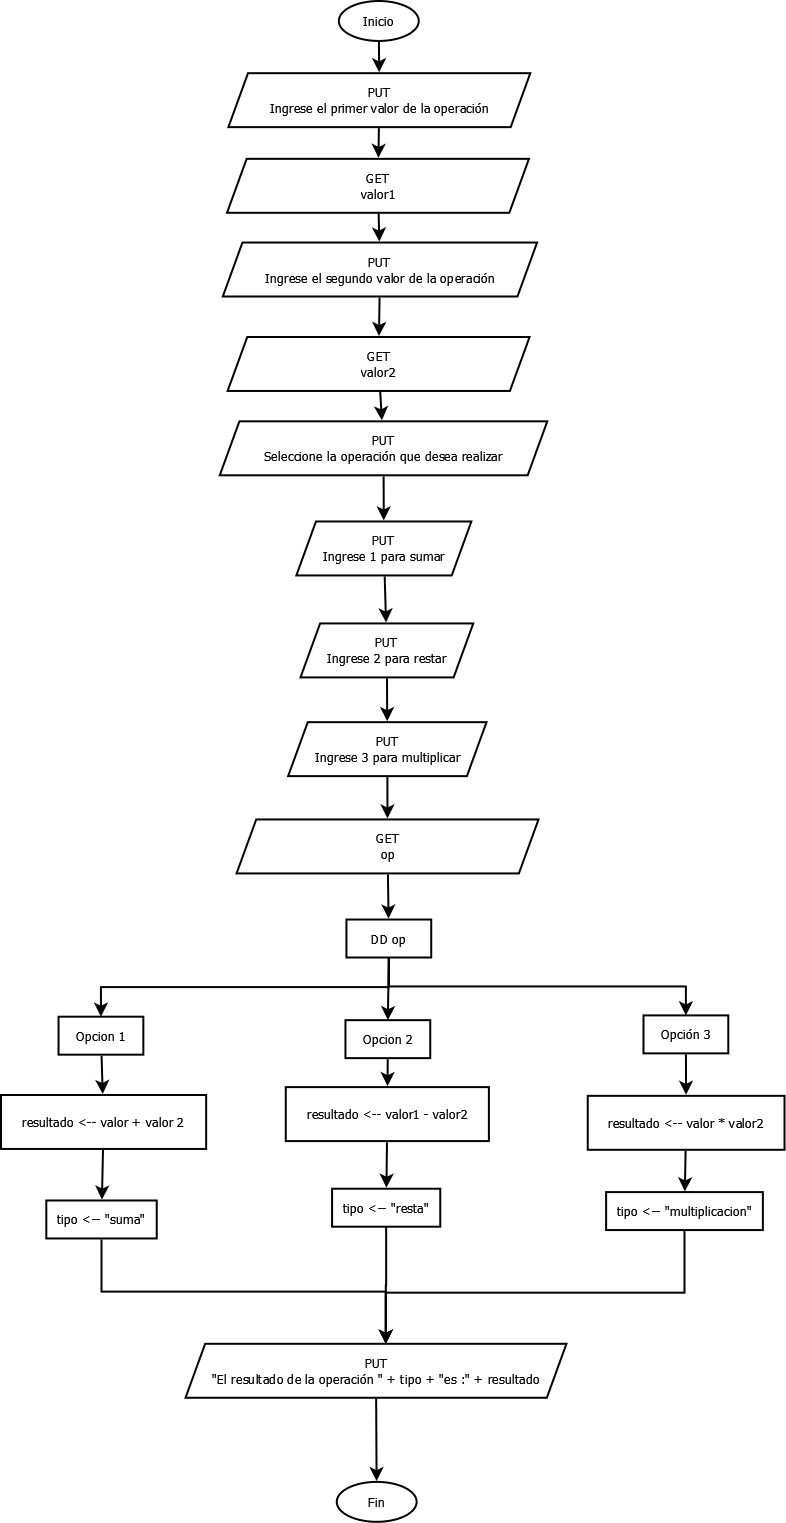 Inicio
PUT
Ingrese el primer valor de la operación
GET
valor1
PUT
Ingrese el segundo valor de la operación
GET
valor2
PUT
Seleccione la operación que desea realizar
PUT
Ingrese 1 para sumar
PUT
Ingrese 2 para restar
PUT
Ingrese 3 para multiplicar
GET
op
DD op
Opcion 1
Opcion 2
Opción 3
resultado <-- valor + valor 2
resultado <-- valor1 - valor2
resultado <-- valor * valor2
tipo <-- "suma"
tipo <-- "resta"
tipo <-- "multiplicacion"
PUT
"El resultado de la operación " + tipo + "es :" + resultado
Fin